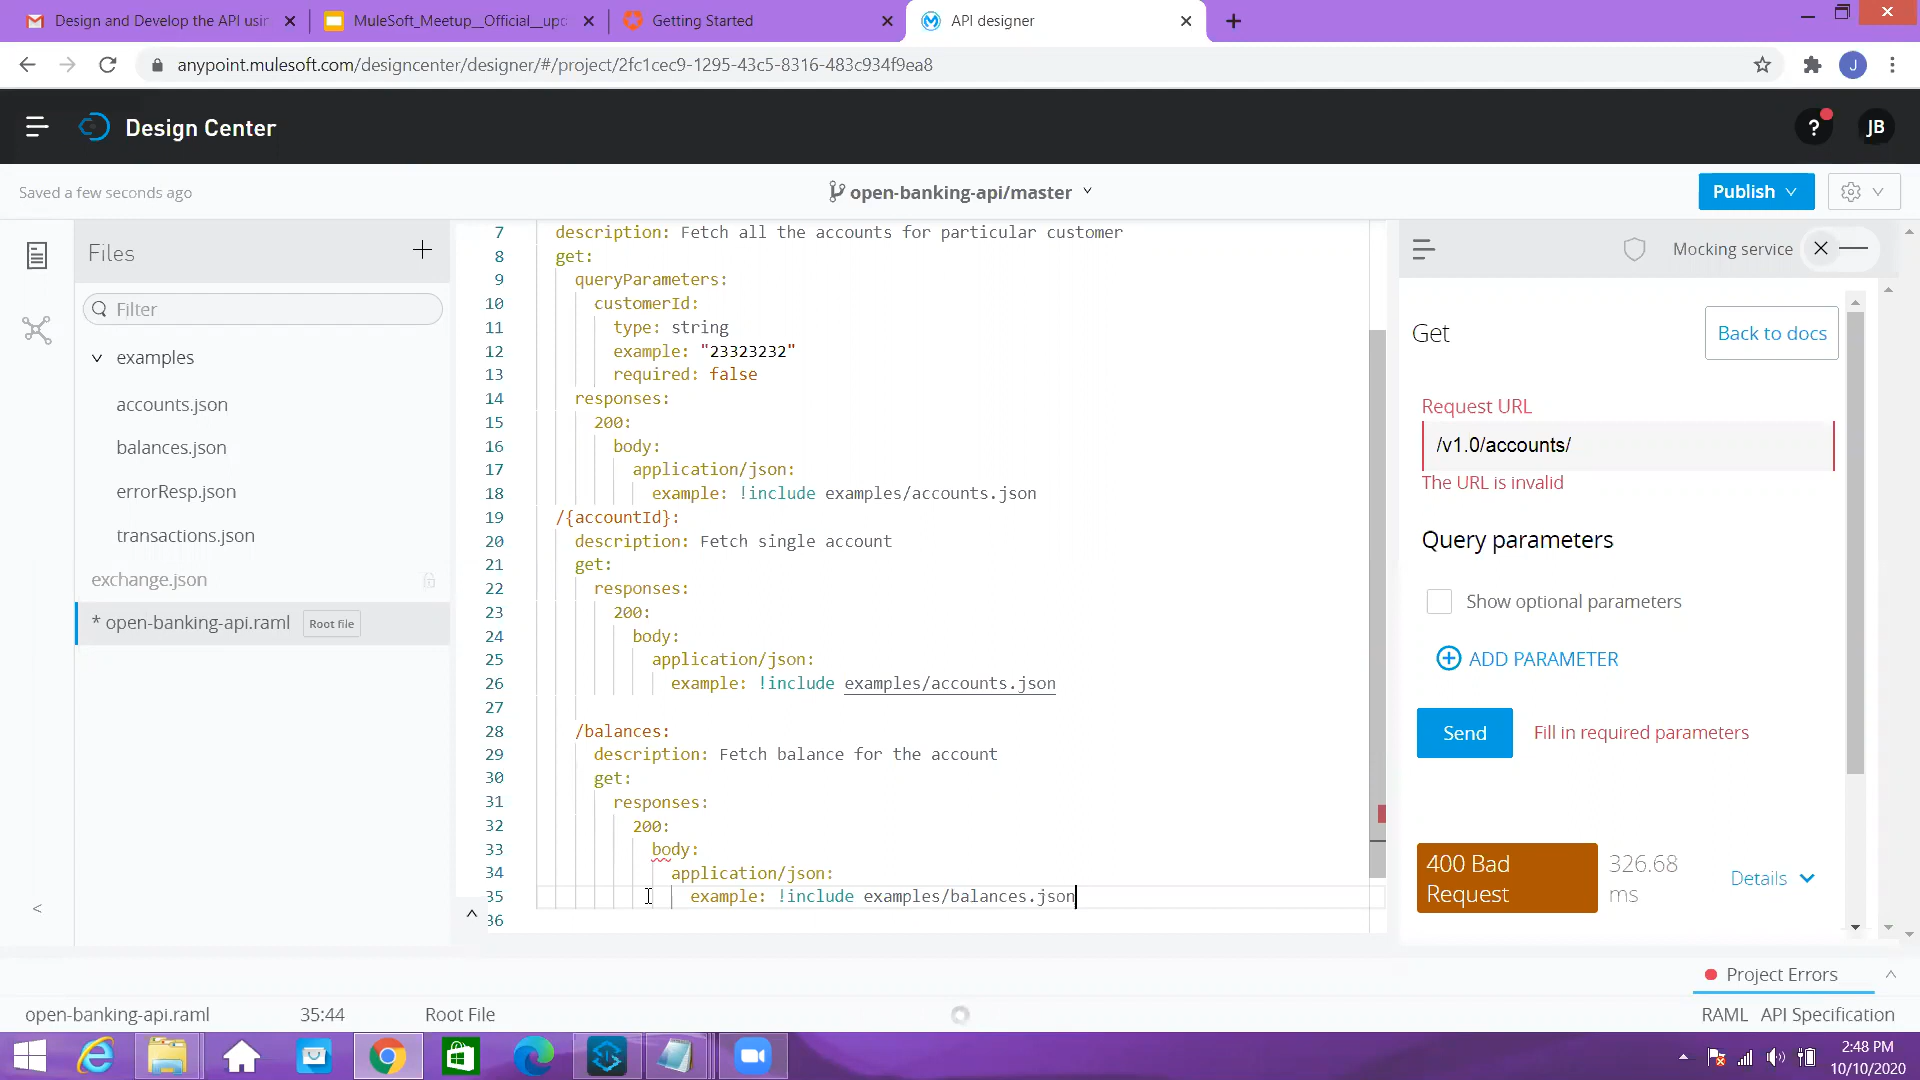 Design and Develop the API usin
MuleSoft_Meetup__Official__upd
Getting Started
API designer
anypoint.mulesoft.com/designcenter/designer/#/project/2fc1cec9-1295-43c5-8316-483c934f9ea8
J
Design Center
?
JB
Saved a few seconds ago
open-banking-api/master
Publish
Files
Filter
examples
accounts.json
balances.json
errorResp.json
transactions.json
exchange.json
* open-banking-api.raml Root file
7 description: Fetch all the accounts for particular customer
8 get:
9 queryParameters:
10 customerId:
11 type: string
12 example: "23323232"
13 required: false
14 responses:
15 200:
16 body:
17 application/json:
18 example: !include examples/accounts.json
19 /{accountId}:
20 description: Fetch single account
21 get:
22 responses:
23 200:
24 body:
25 application/json:
26 example: !include examples/accounts.json
27
28 /balances:
29 description: Fetch balance for the account
30 get:
31 responses:
32 200:
33 body:
34 application/json:
35 example: !include examples/balances.json
36
Mocking service
Get
Back to docs
Request URL
/v1.0/accounts/
The URL is invalid
Query parameters
Show optional parameters
ADD PARAMETER
Send
Fill in required parameters
400 Bad
Request
326.68
ms
Details
Project Errors
open-banking-api.raml
35:44
Root File
RAML
API Specification
2:48 PM
10/10/2020